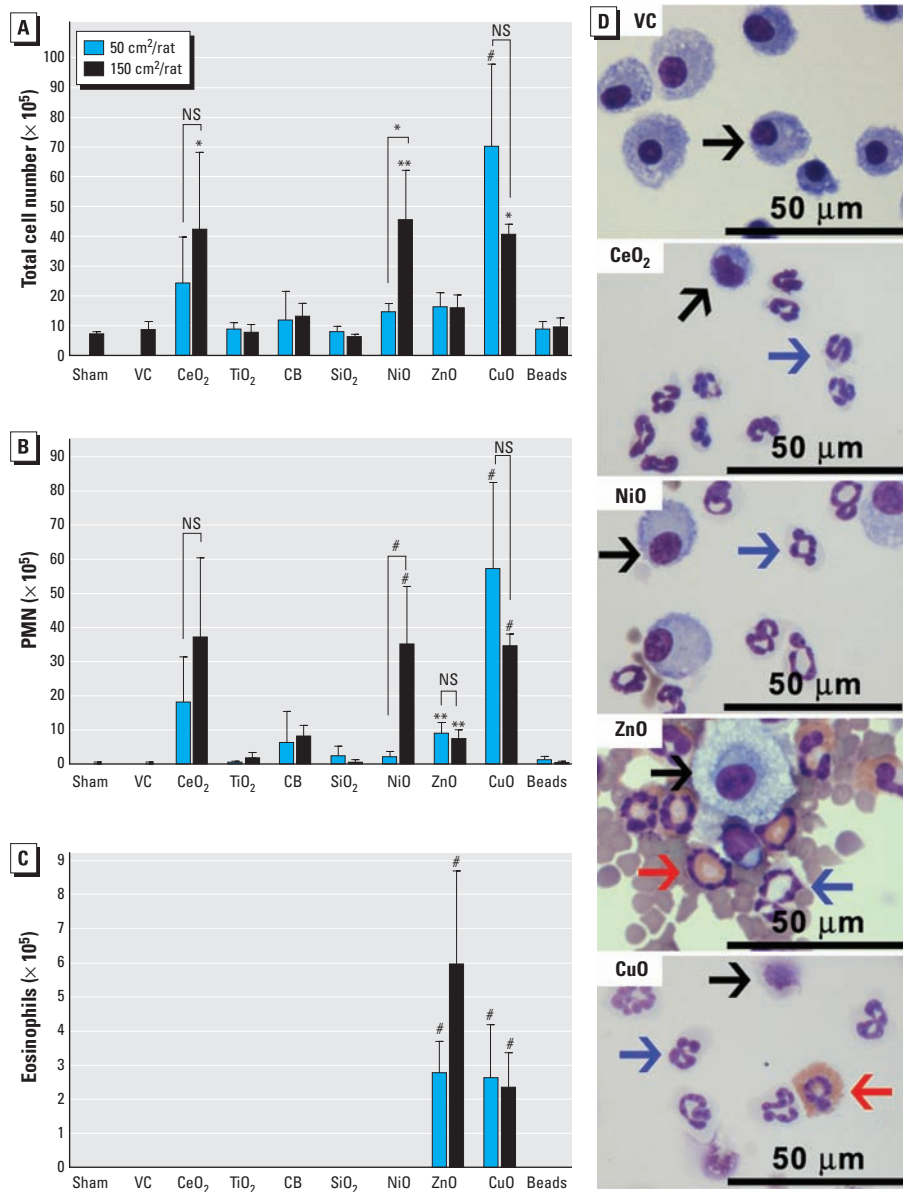 A
50 cm²/rat
150 cm²/rat
Total cell number (× 10⁵)
100
90
80
70
60
50
40
30
20
10
0
NS
*
*
**
#
NS
*
Sham VC CeO₂ TiO₂ CB SiO₂ NiO ZnO CuO Beads
B
PMN (× 10⁵)
90
80
70
60
50
40
30
20
10
0
NS
#
#
NS
**
**
NS
#
#
Sham VC CeO₂ TiO₂ CB SiO₂ NiO ZnO CuO Beads
C
Eosinophils (× 10⁵)
9
8
7
6
5
4
3
2
1
0
#
#
#
#
Sham VC CeO₂ TiO₂ CB SiO₂ NiO ZnO CuO Beads
D VC
50 µm
CeO₂
50 µm
NiO
50 µm
ZnO
50 µm
CuO
50 µm